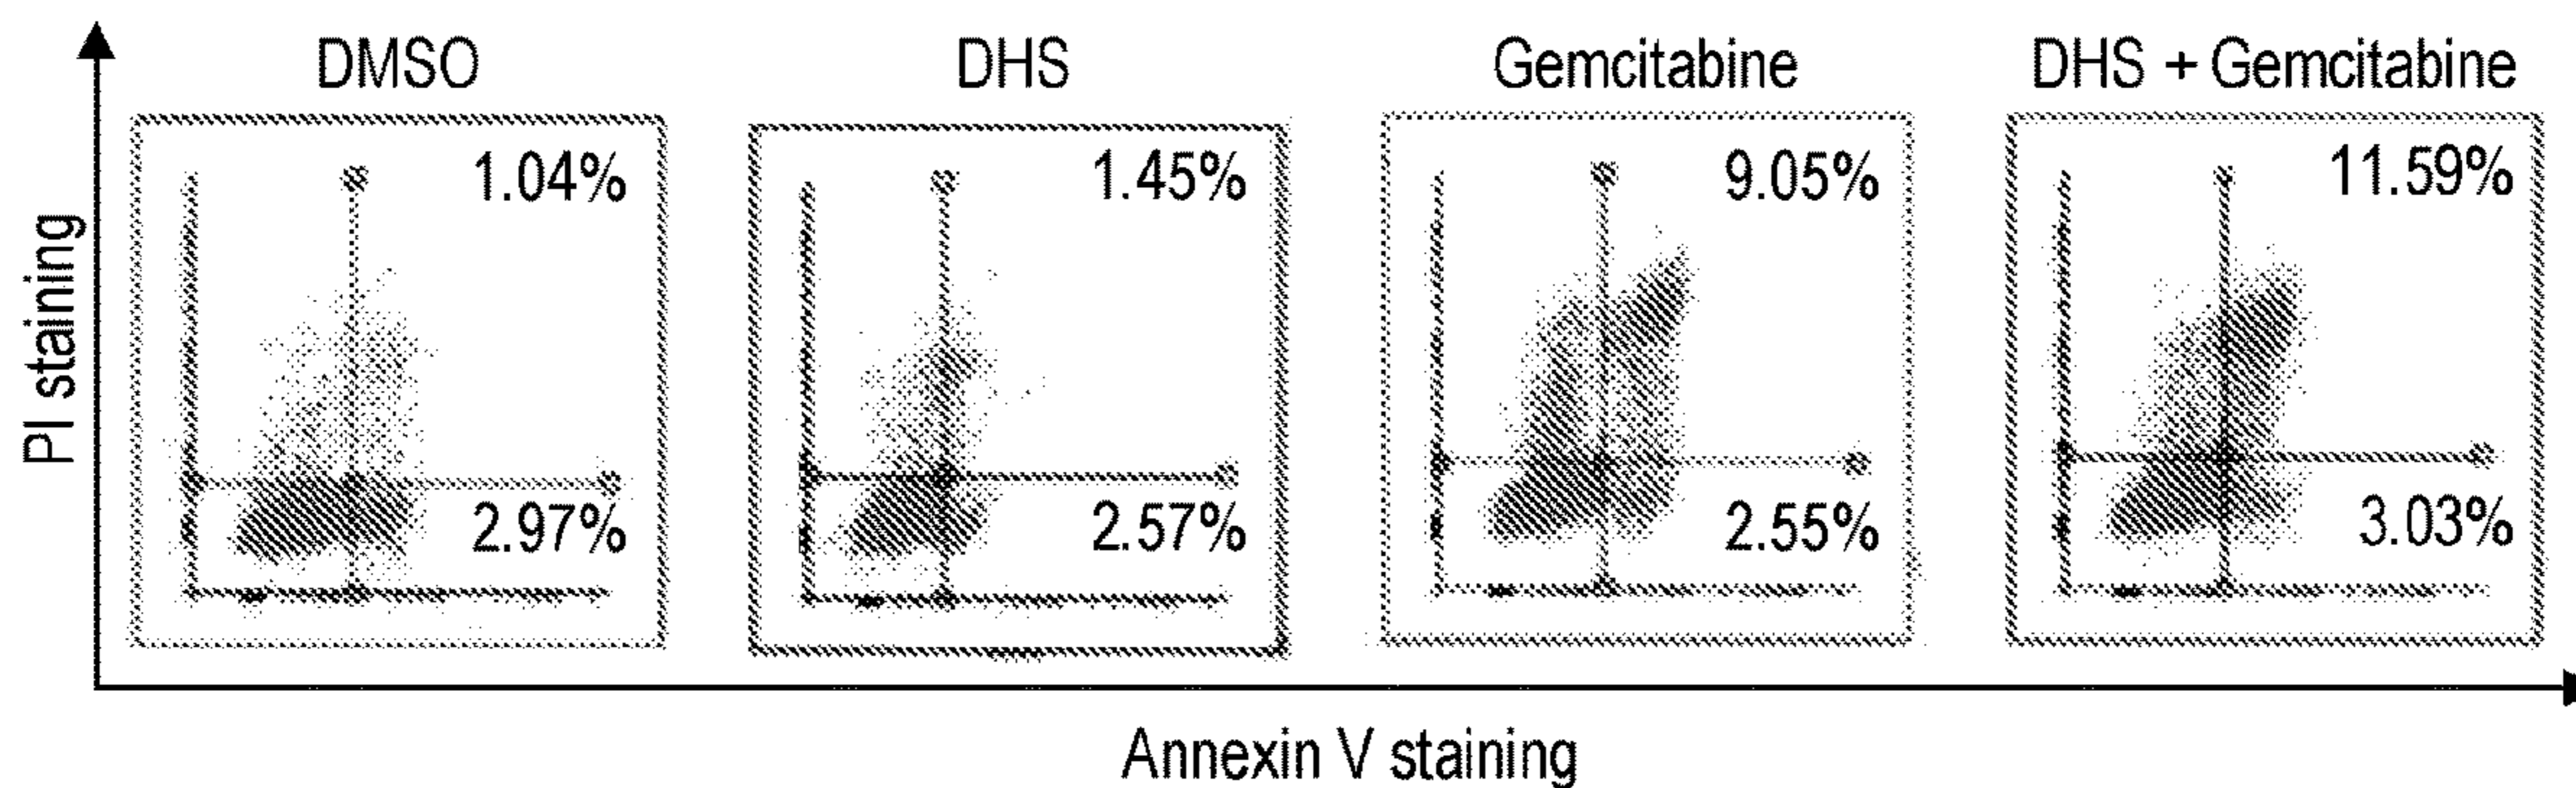 DMSO DHS Gemcitabine DHS + Gemcitabine
1.04% 1.45% 9.05% 11.59%
PI staining
2.97% 2.57% 2.55% 3.03%
Annexin V staining